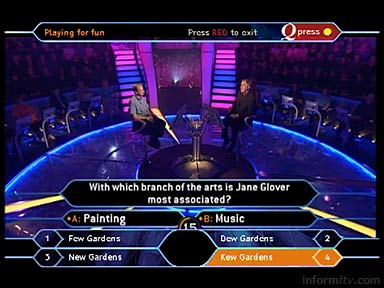 Playing for fun
Press RED to exit
Q press
With which branch of the arts is Jane Glover
most associated?
A: Painting
B: Music
15
1 Few Gardens
Dew Gardens 2
3 New Gardens
Kew Gardens 4
informitv.com